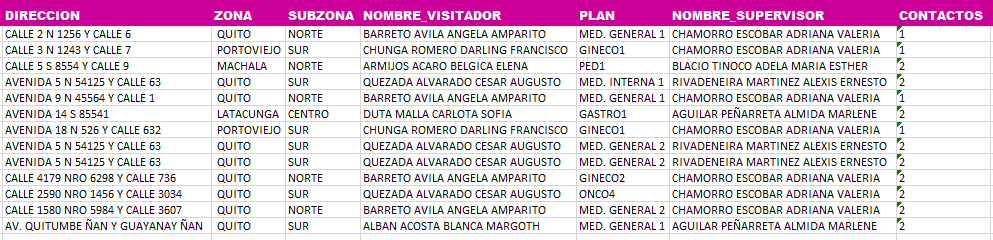 DIRECCION ZONA SUBZONA NOMBRE_VISITADOR PLAN NOMBRE_SUPERVISOR CONTACTOS
CALLE 2 N 1256 Y CALLE 6 QUITO NORTE BARRETO AVILA ANGELA AMPARITO MED. GENERAL 1 CHAMORRO ESCOBAR ADRIANA VALERIA 1
CALLE 3 N 1243 Y CALLE 7 PORTOVIEJO SUR CHUNGA ROMERO DARLING FRANCISCO GINECO1 CHAMORRO ESCOBAR ADRIANA VALERIA 1
CALLE 5 S 8554 Y CALLE 9 MACHALA NORTE ARMIJOS ACARO BELGICA ELENA PED1 BLACIO TINOCO ADELA MARIA ESTHER 2
AVENIDA 5 N 54125 Y CALLE 63 QUITO SUR QUEZADA ALVARADO CESAR AUGUSTO MED. INTERNA 1 RIVADENEIRA MARTINEZ ALEXIS ERNESTO 2
AVENIDA 9 N 45564 Y CALLE 1 QUITO NORTE BARRETO AVILA ANGELA AMPARITO MED. GENERAL 1 CHAMORRO ESCOBAR ADRIANA VALERIA 1
AVENIDA 14 S 85541 LATACUNGA CENTRO DUTA MALLA CARLOTA SOFIA GASTRO1 AGUILAR PEÑARRETA ALMIDA MARLENE 2
AVENIDA 18 N 526 Y CALLE 632 PORTOVIEJO SUR CHUNGA ROMERO DARLING FRANCISCO GINECO1 CHAMORRO ESCOBAR ADRIANA VALERIA 1
AVENIDA 5 N 54125 Y CALLE 63 QUITO SUR QUEZADA ALVARADO CESAR AUGUSTO MED. GENERAL 2 RIVADENEIRA MARTINEZ ALEXIS ERNESTO 2
AVENIDA 5 N 54125 Y CALLE 63 QUITO SUR QUEZADA ALVARADO CESAR AUGUSTO MED. GENERAL 2 RIVADENEIRA MARTINEZ ALEXIS ERNESTO 2
CALLE 4179 NRO 6298 Y CALLE 736 QUITO NORTE BARRETO AVILA ANGELA AMPARITO GINECO2 CHAMORRO ESCOBAR ADRIANA VALERIA 2
CALLE 2590 NRO 1456 Y CALLE 3034 QUITO SUR QUEZADA ALVARADO CESAR AUGUSTO ONCO4 CHAMORRO ESCOBAR ADRIANA VALERIA 2
CALLE 1580 NRO 5984 Y CALLE 3607 QUITO NORTE BARRETO AVILA ANGELA AMPARITO MED. GENERAL 2 CHAMORRO ESCOBAR ADRIANA VALERIA 2
AV. QUITUMBE ÑAN Y GUAYANAY ÑAN QUITO SUR ALBAN ACOSTA BLANCA MARGOTH MED. GENERAL 1 AGUILAR PEÑARRETA ALMIDA MARLENE 2